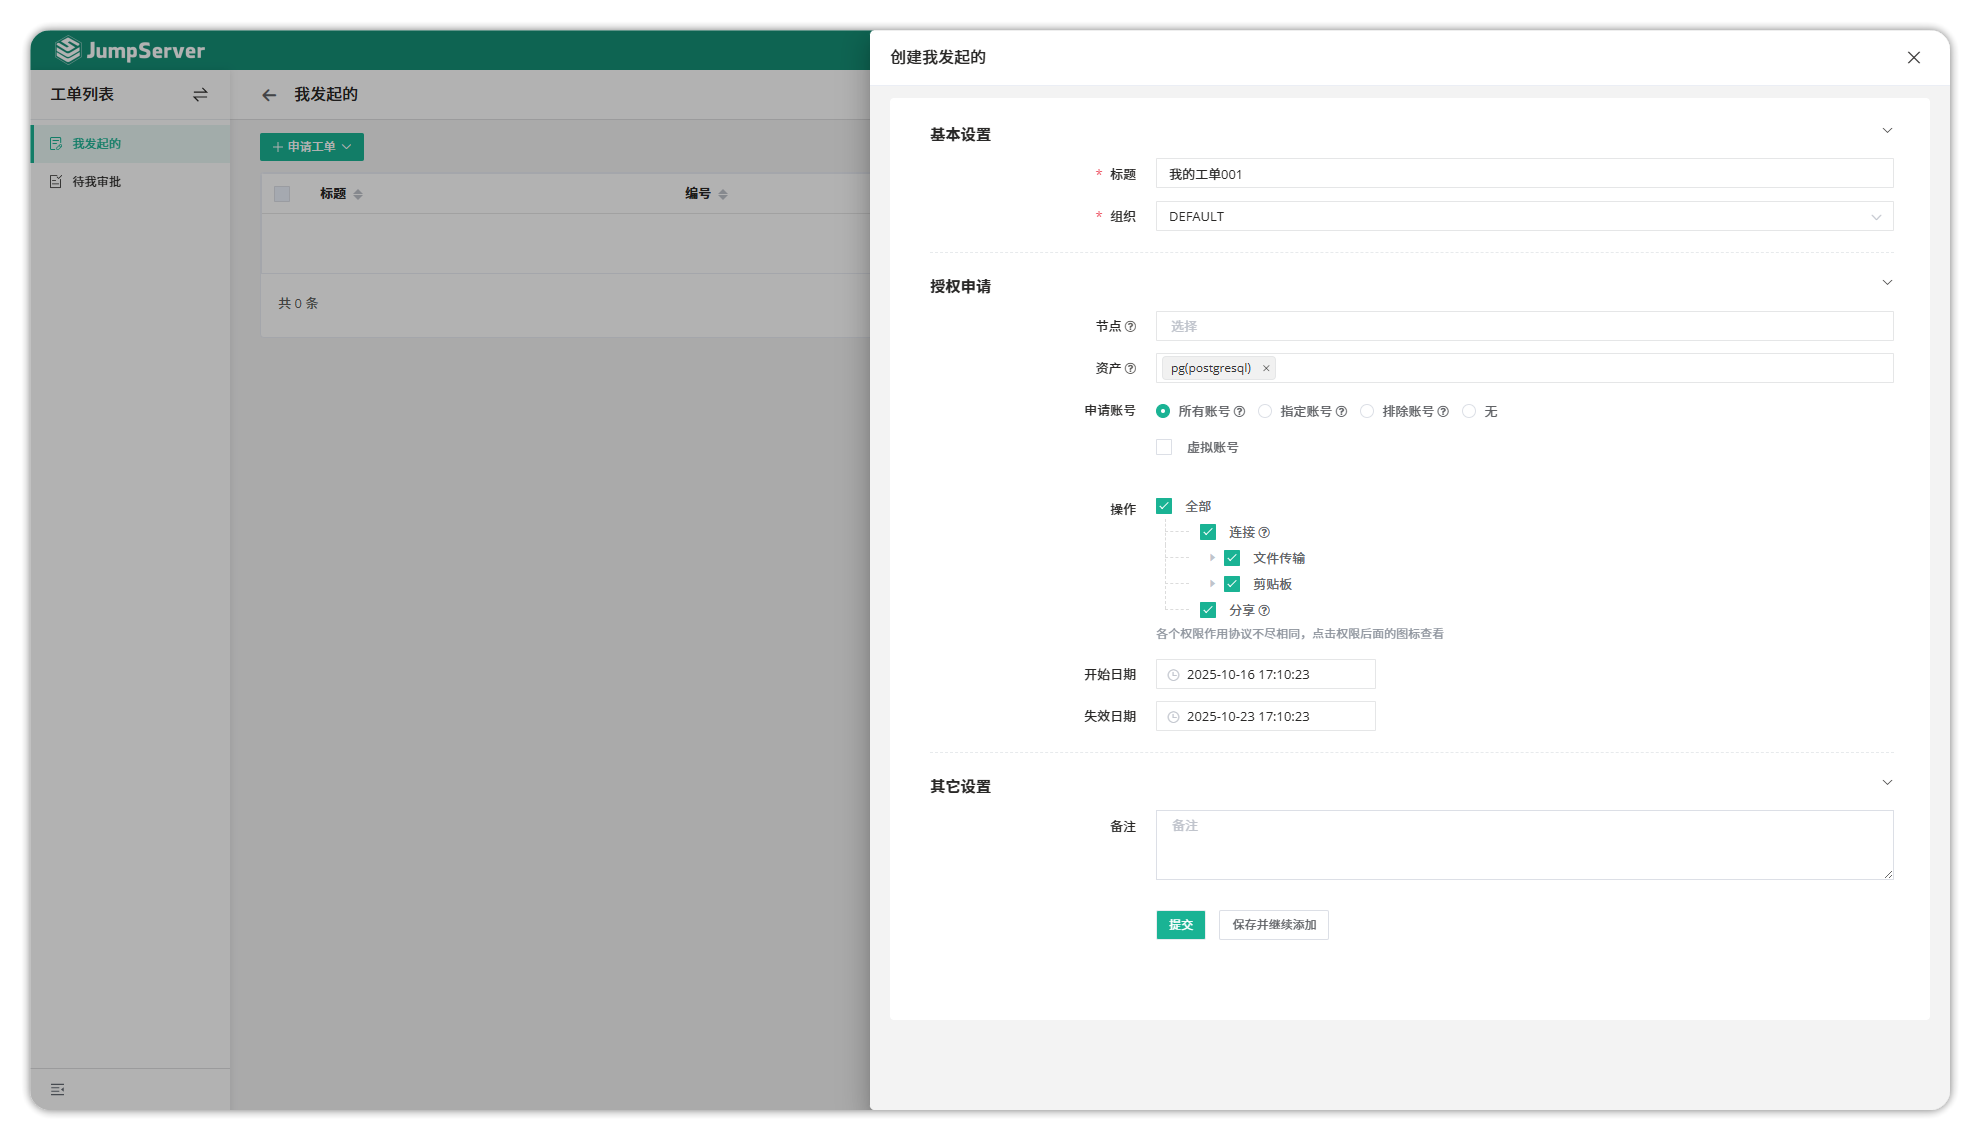 JumpServer
工单列表
我发起的
待我审批
我发起的
申请工单
标题
编号
共 0 条
创建我发起的
基本设置
* 标题
我的工单001
* 组织
DEFAULT
授权申请
节点
选择
资产
pg(postgresql) ×
申请账号
所有账号 指定账号 排除账号 无
虚拟账号
操作
全部
连接
文件传输
剪贴板
分享
各个权限作用协议不尽相同，点击权限后面的图标查看
开始日期
2025-10-16 17:10:23
失效日期
2025-10-23 17:10:23
其它设置
备注
备注
提交 保存并继续添加